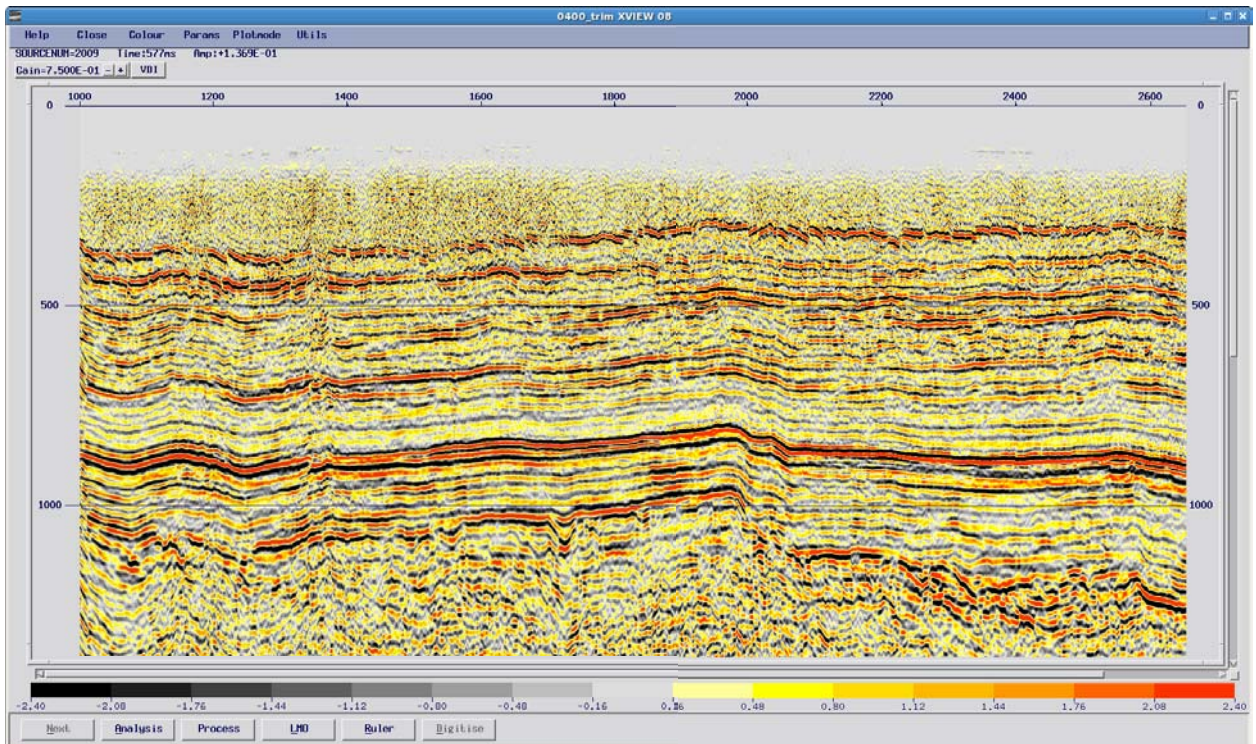 0400_trim XVIEW 08
Help Close Colour Params Plotmode Utils
SOURCENUM=2009 Time:577ms Amp:+1.369E-01
Gain=7.500E-01 - + VDI
1000 1200 1400 1600 1800 2000 2200 2400 2600
0 0
500 500
1000 1000
-2.40 -2.08 -1.76 -1.44 -1.12 -0.80 -0.48 -0.16 0.16 0.48 0.80 1.12 1.44 1.76 2.08 2.40
Next Analysis Process LMO Ruler Digitise